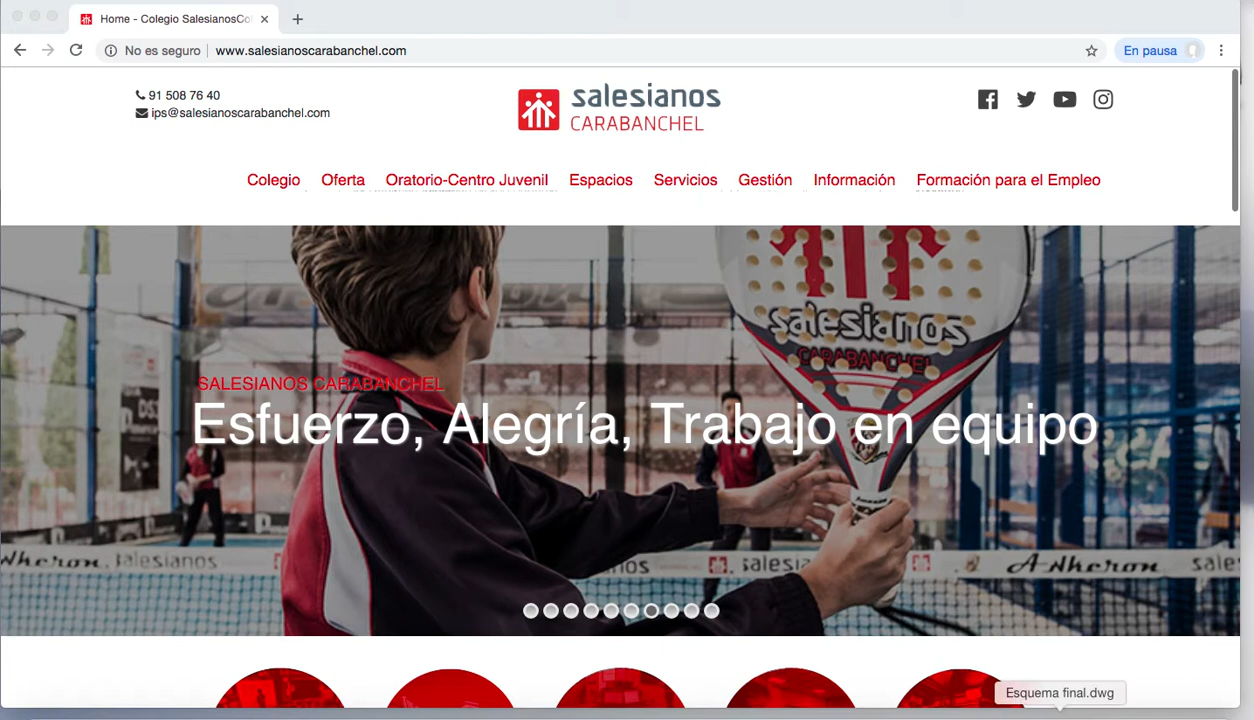 Home - Colegio SalesianosCo
No es seguro
www.salesianoscarabanchel.com
En pausa
91 508 76 40
ips@salesianoscarabanchel.com
salesianos
CARABANCHEL
Colegio
Oferta
Oratorio-Centro Juvenil
Espacios
Servicios
Gestión
Información
Formación para el Empleo
salesianos
CARABANCHEL
SALESIANOS CARABANCHEL
Esfuerzo, Alegría, Trabajo en equipo
salesianos
Esquema final.dwg